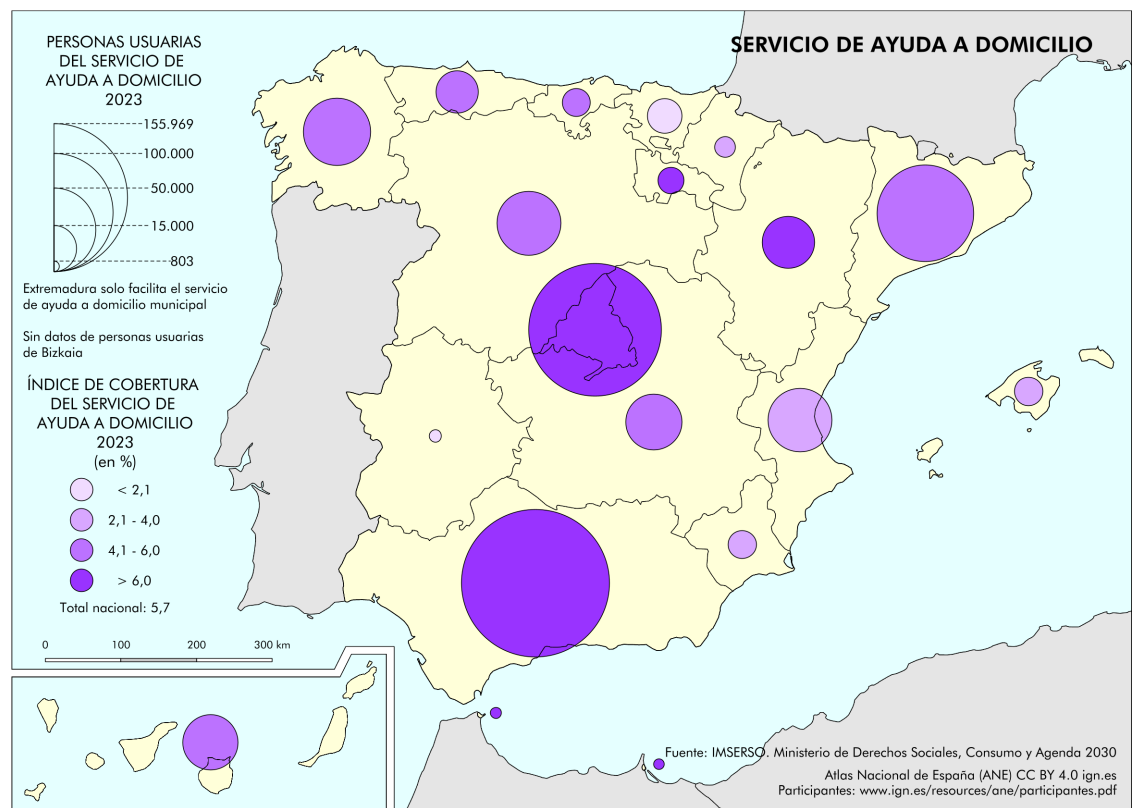 SERVICIO DE AYUDA A DOMICILIO
PERSONAS USUARIAS
DEL SERVICIO DE
AYUDA A DOMICILIO
2023
155.969
100.000
50.000
15.000
803
Extremadura solo facilita el servicio
de ayuda a domicilio municipal
Sin datos de personas usuarias
de Bizkaia
ÍNDICE DE COBERTURA
DEL SERVICIO DE
AYUDA A DOMICILIO
2023
(en %)
< 2,1
2,1 - 4,0
4,1 - 6,0
> 6,0
Total nacional: 5,7
0 100 200 300 km
Fuente: IMSERSO. Ministerio de Derechos Sociales, Consumo y Agenda 2030
Atlas Nacional de España (ANE) CC BY 4.0 ign.es
Participantes: www.ign.es/resources/ane/participantes.pdf